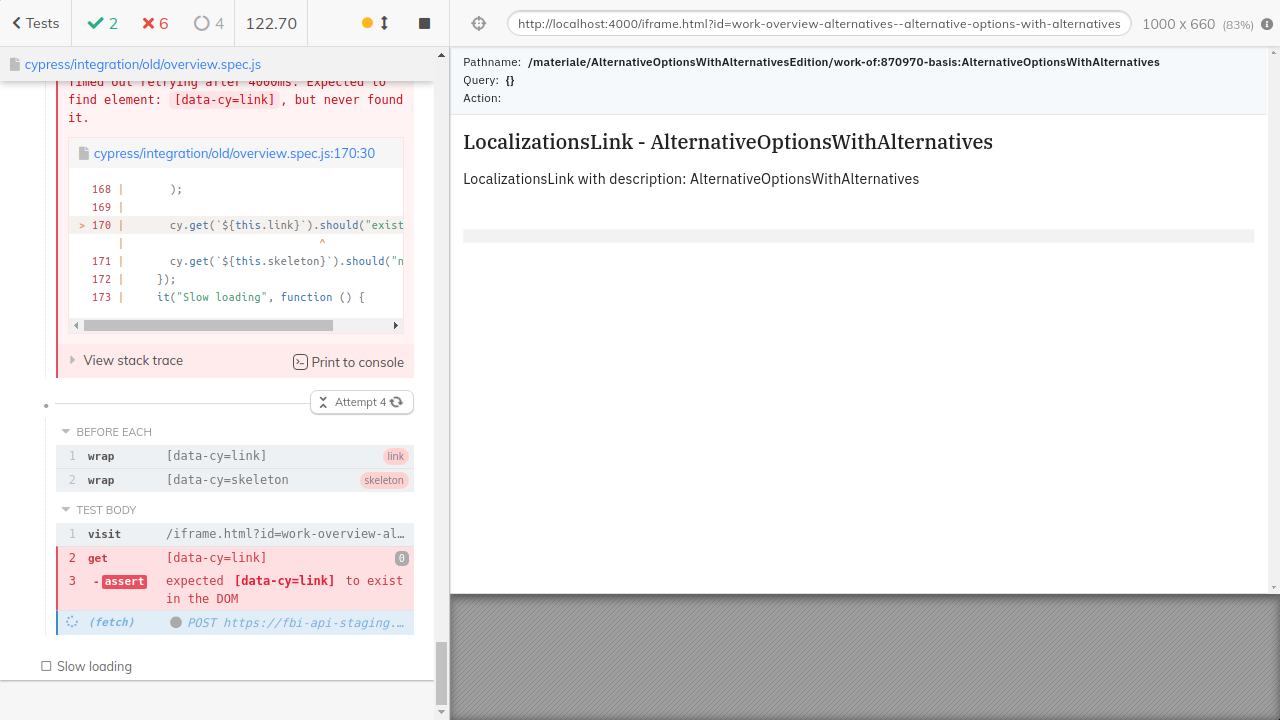 Tests 2 6 4 122.70
cypress/integration/old/overview.spec.js
Timed out retrying after 4000ms: Expected to
find element: [data-cy=link], but never found
it.
cypress/integration/old/overview.spec.js:170:30
168 | );
169 |
> 170 | cy.get(`${this.link}`).should("exist
| ^
171 | cy.get(`${this.skeleton}`).should("n
172 | });
173 | it("Slow loading", function () {
View stack trace
Print to console
Attempt 4
BEFORE EACH
1 wrap [data-cy=link] link
2 wrap [data-cy=skeleton skeleton
TEST BODY
1 visit /iframe.html?id=work-overview-al…
2 get [data-cy=link] 0
3 -assert expected [data-cy=link] to exist
in the DOM
(fetch) POST https://fbi-api-staging.…
Slow loading
http://localhost:4000/iframe.html?id=work-overview-alternatives--alternative-options-with-alternatives 1000 x 660 (83%)
Pathname: /materiale/AlternativeOptionsWithAlternativesEdition/work-of:870970-basis:AlternativeOptionsWithAlternatives
Query: {}
Action:
LocalizationsLink - AlternativeOptionsWithAlternatives
LocalizationsLink with description: AlternativeOptionsWithAlternatives